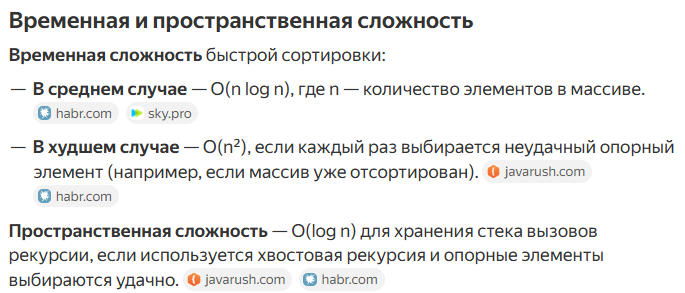 Временная и пространственная сложность
Временная сложность быстрой сортировки:
— В среднем случае — O(n log n), где n — количество элементов в массиве.
habr.com sky.pro
— В худшем случае — O(n²), если каждый раз выбирается неудачный опорный
элемент (например, если массив уже отсортирован). javarush.com
habr.com
Пространственная сложность — O(log n) для хранения стека вызовов
рекурсии, если используется хвостовая рекурсия и опорные элементы
выбираются удачно. javarush.com habr.com